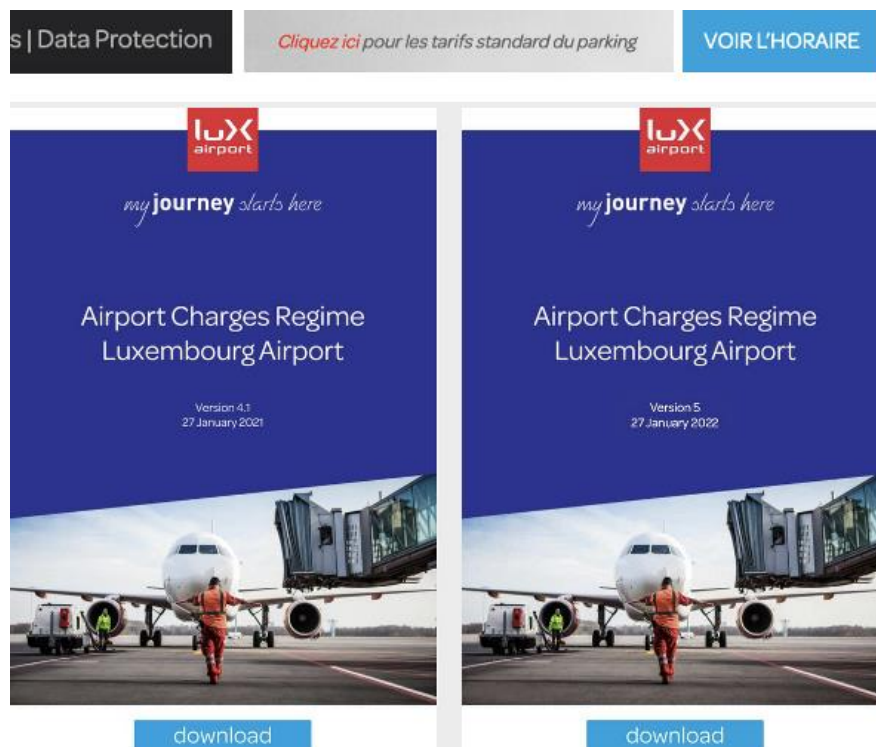 s | Data Protection
Cliquez ici pour les tarifs standard du parking
VOIR L'HORAIRE
lux
airport
my journey starts here
Airport Charges Regime
Luxembourg Airport
Version 4.1
27 January 2021
download
lux
airport
my journey starts here
Airport Charges Regime
Luxembourg Airport
Version 5
27 January 2022
download